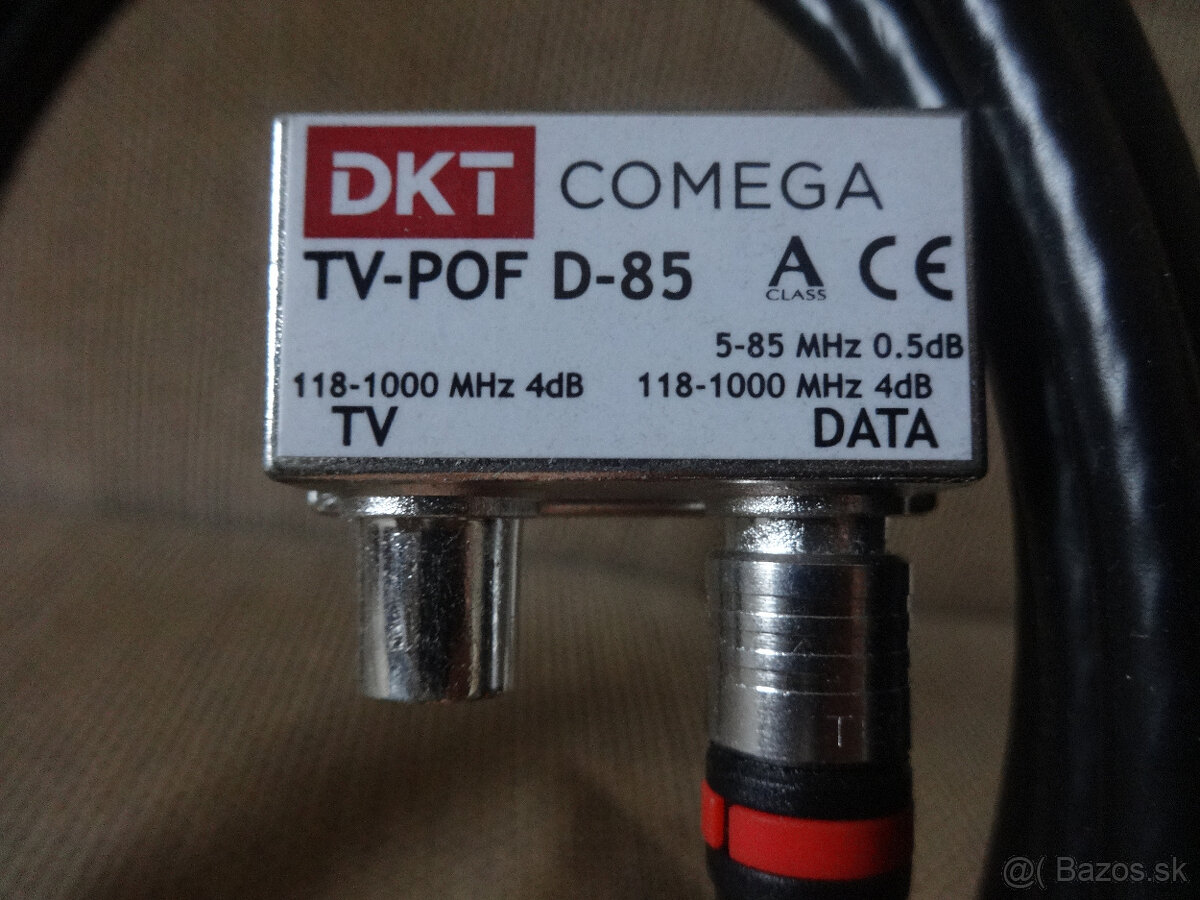 DKT COMEGA
TV-POF D-85 A CLASS CE
5-85 MHz 0.5dB
118-1000 MHz 4dB 118-1000 MHz 4dB
TV DATA
T
@( Bazos.sk